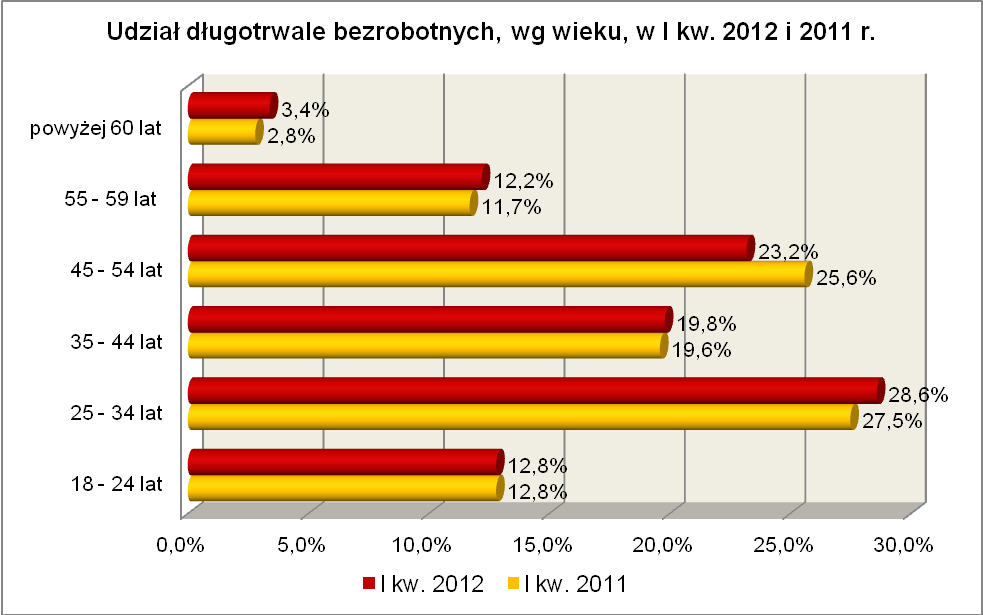 Udział długotrwale bezrobotnych, wg wieku, w I kw. 2012 i 2011 r.
powyżej 60 lat
3,4%
2,8%
55 - 59 lat
12,2%
11,7%
45 - 54 lat
23,2%
25,6%
35 - 44 lat
19,8%
19,6%
25 - 34 lat
28,6%
27,5%
18 - 24 lat
12,8%
12,8%
0,0% 5,0% 10,0% 15,0% 20,0% 25,0% 30,0%
I kw. 2012 I kw. 2011